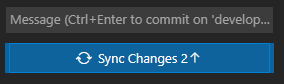 Message (Ctrl+Enter to commit on 'develop...
Sync Changes 2↑